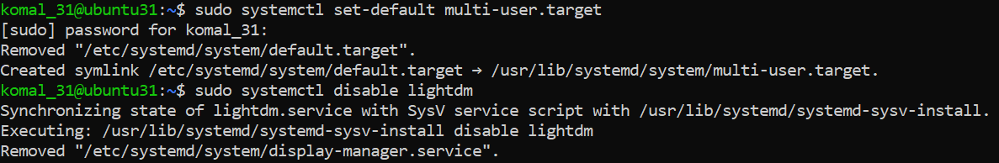 komal_31@ubuntu31:~$ sudo systemctl set-default multi-user.target
[sudo] password for komal_31:
Removed "/etc/systemd/system/default.target".
Created symlink /etc/systemd/system/default.target → /usr/lib/systemd/system/multi-user.target.
komal_31@ubuntu31:~$ sudo systemctl disable lightdm
Synchronizing state of lightdm.service with SysV service script with /usr/lib/systemd/systemd-sysv-install.
Executing: /usr/lib/systemd/systemd-sysv-install disable lightdm
Removed "/etc/systemd/system/display-manager.service".